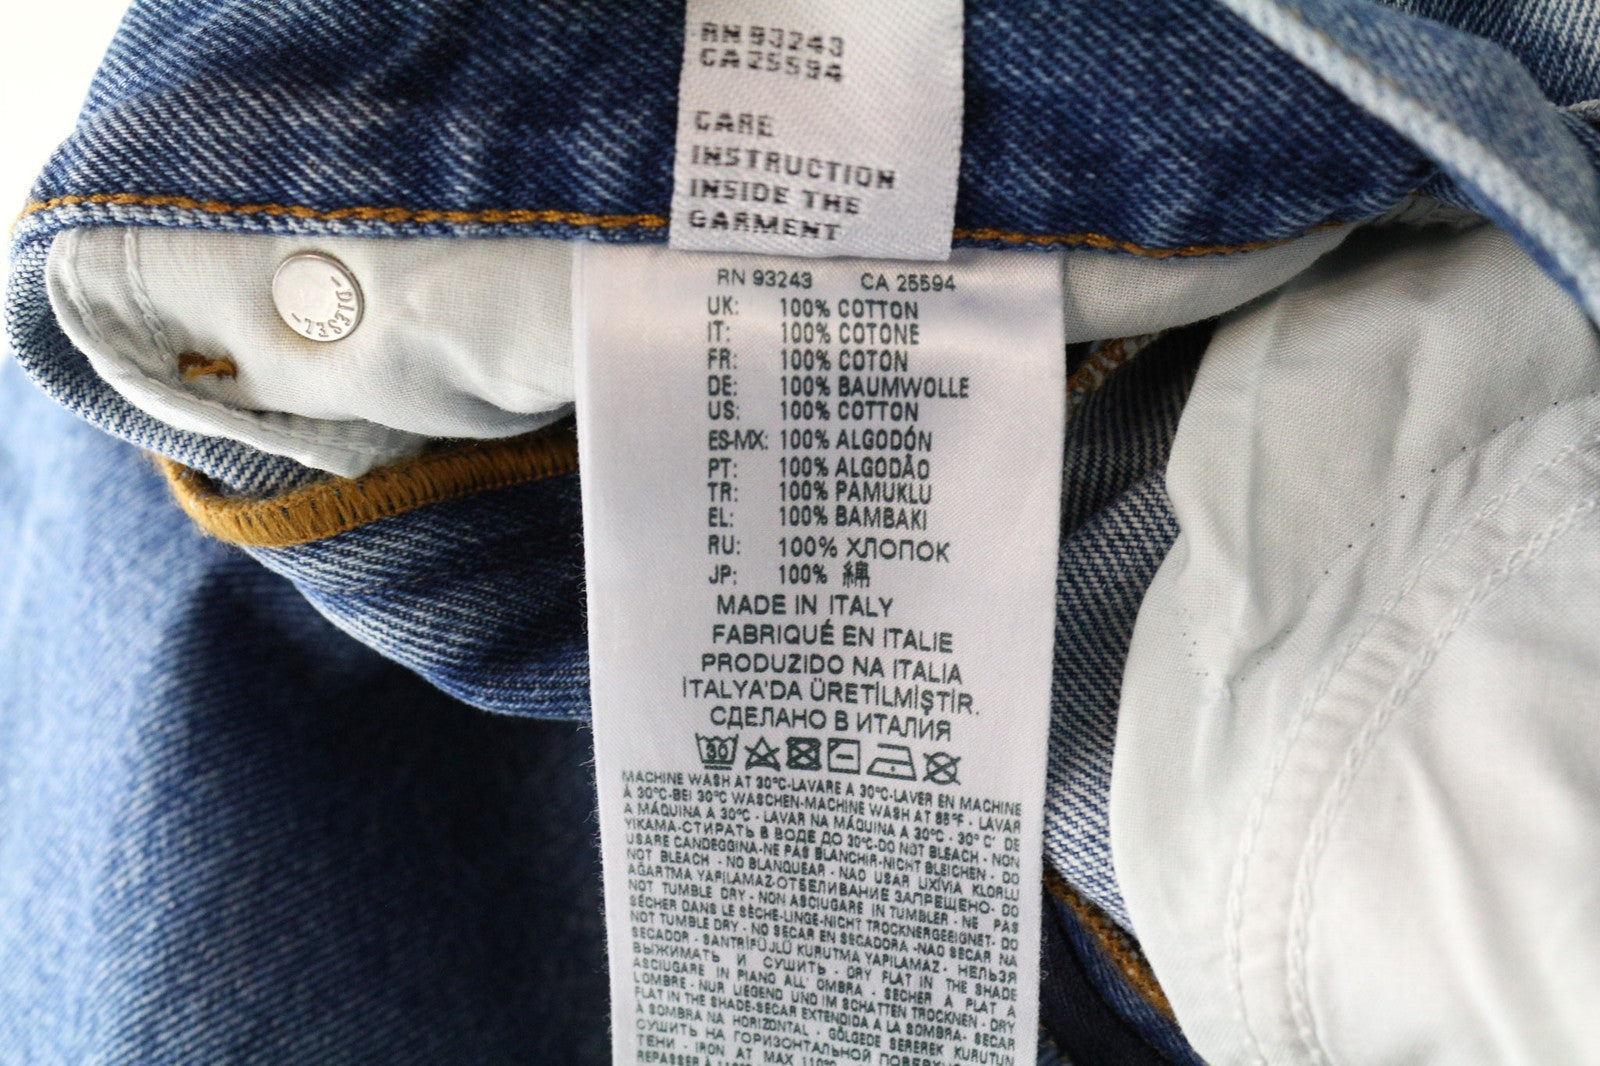 RN 93243
CA 25594
CARE
INSTRUCTION
INSIDE THE
GARMENT
DIESEL
RN 93243 CA 25594
UK: 100% COTTON
IT: 100% COTONE
FR: 100% COTON
DE: 100% BAUMWOLLE
US: 100% COTTON
ES-MX: 100% ALGODÓN
PT: 100% ALGODÃO
TR: 100% PAMUKLU
EL: 100% BAMBAKI
RU: 100% ХЛОПОК
JP: 100% 綿
MADE IN ITALY
FABRIQUÉ EN ITALIE
PRODUZIDO NA ITALIA
İTALYA'DA ÜRETİLMİŞTİR.
СДЕЛАНО В ИТАЛИЯ
30
MACHINE WASH AT 30°C-LAVARE A 30°C-LAVER EN MACHINE
À 30°C-BEI 30°C WASCHEN-MACHINE WASH AT 85°F - LAVAR
A MÁQUINA A 30°C - LAVAR NA MÁQUINA A 30°C - 30° C' DE
YIKAMA-СТИРАТЬ В ВОДЕ ДО 30°C-DO NOT BLEACH - NON
USARE CANDEGGINA-NE PAS BLANCHIR-NICHT BLEICHEN - DO
NOT BLEACH - NO BLANQUEAR - NAO USAR LIXÍVIA KLORLU
AĞARTMA YAPILAMAZ-ОТБЕЛИВАНИЕ ЗАПРЕЩЕНО- DO
NOT TUMBLE DRY - NON ASCIUGARE IN TUMBLER - NE PAS
SÉCHER DANS LE SÈCHE-LINGE-NICHT TROCKNERGEEIGNET- DO
NOT TUMBLE DRY - NO SECAR EN SECADORA -NAO SECAR NA
SECADOR - SANTRİFÜJLÜ KURUTMA YAPILAMAZ - НЕЛЬЗЯ
ВЫЖИМАТЬ И СУШИТЬ - DRY FLAT IN THE SHADE
ASCIUGARE IN PIANO ALL' OMBRA - SÉCHER À PLAT À
L'OMBRE - NUR LIEGEND UND IM SCHATTEN TROCKNEN - DRY
FLAT IN THE SHADE-SECAR EXTENDIDA A LA SOMBRA- SECAR
À SOMBRA NA HORIZONTAL - GÖLGEDE SEREREK KURUTUN
СУШИТЬ НА ГОРИЗОНТАЛЬНОЙ
ТЕНИ - IRON AT MAX 110°C
REPASSER À